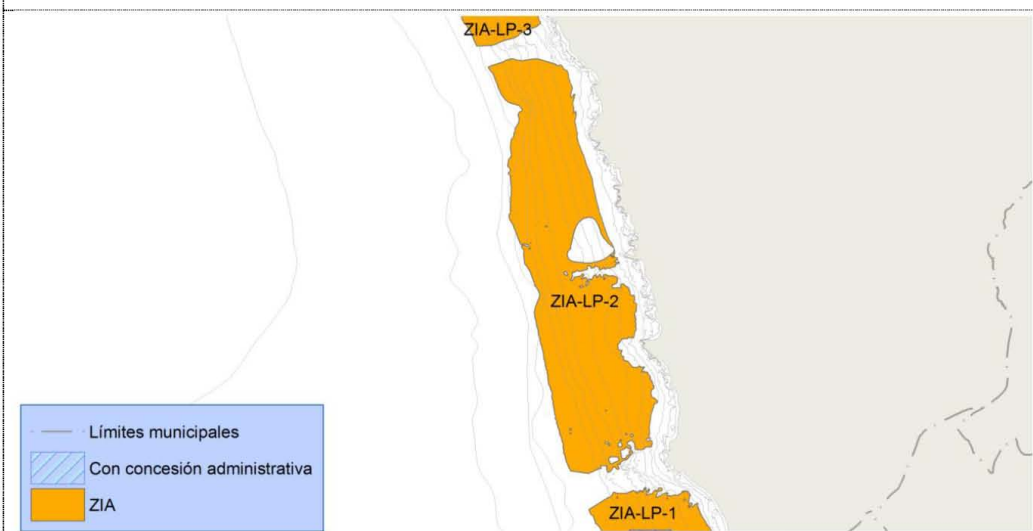 ZIA-LP-3
ZIA-LP-2
ZIA-LP-1
Límites municipales
Con concesión administrativa
ZIA